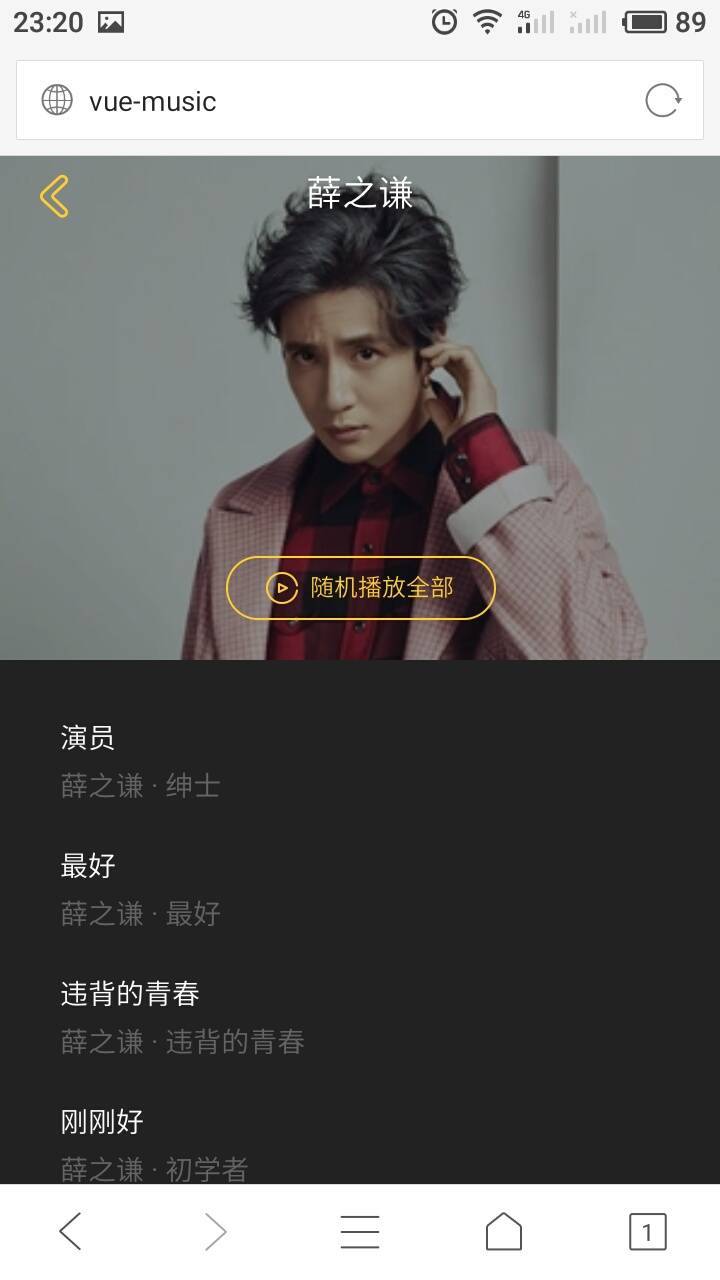 23:20
4G
89
vue-music
薛之谦
随机播放全部
演员
薛之谦 · 绅士
最好
薛之谦 · 最好
违背的青春
薛之谦 · 违背的青春
刚刚好
薛之谦 · 初学者
1